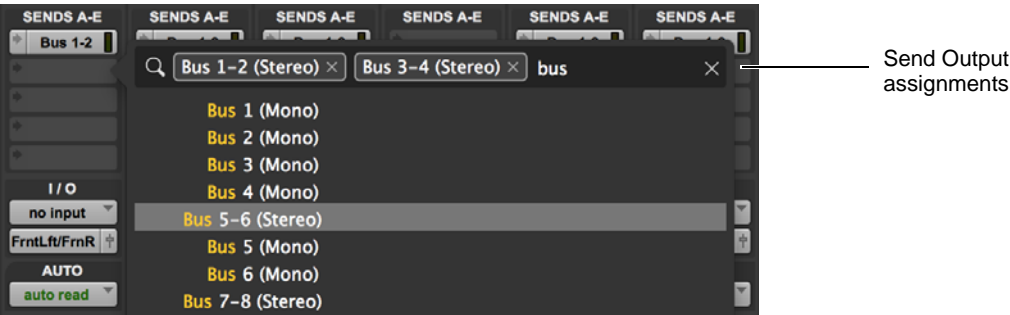 SENDS A-E SENDS A-E SENDS A-E SENDS A-E SENDS A-E SENDS A-E
Bus 1-2
Bus 1-2 (Stereo) × Bus 3-4 (Stereo) × bus ×
Send Output
assignments
Bus 1 (Mono)
Bus 2 (Mono)
Bus 3 (Mono)
Bus 4 (Mono)
Bus 5-6 (Stereo)
Bus 5 (Mono)
Bus 6 (Mono)
Bus 7-8 (Stereo)
I/O
no input
FrntLft/FrnR
AUTO
auto read